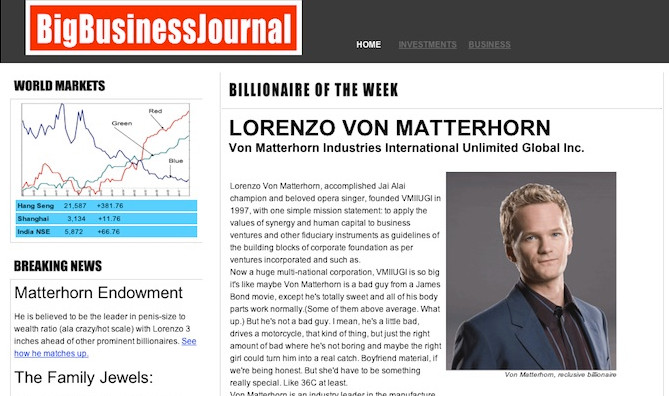 BigBusinessJournal
HOME INVESTMENTS BUSINESS
WORLD MARKETS
Red
Green
Blue
Hang Seng 21,587 +381.76
Shanghai 3,134 +11.76
India NSE 5,872 +66.76
BREAKING NEWS
Matterhorn Endowment
He is believed to be the leader in penis-size to
wealth ratio (ala crazy/hot scale) with Lorenzo 3
inches ahead of other prominent billionaires. See
how he matches up.
The Family Jewels:
BILLIONAIRE OF THE WEEK
LORENZO VON MATTERHORN
Von Matterhorn Industries International Unlimited Global Inc.
Lorenzo Von Matterhorn, accomplished Jai Alai
champion and beloved opera singer, founded VMIIUGI in
1997, with one simple mission statement: to apply the
values of synergy and human capital to business
ventures and other fiduciary instruments as guidelines of
the building blocks of corporate foundation as per
ventures incorporated and such as.
Now a huge multi-national corporation, VMIIUGI is so big
it's like maybe Von Matterhorn is a bad guy from a James
Bond movie, except he's totally sweet and all of his body
parts work normally.(Some of them above average. What
up.) But he's not a bad guy. I mean, he's a little bad,
drives a motorcycle, that kind of thing, but just the right
amount of bad where he's not boring and maybe the right
girl could turn him into a real catch. Boyfriend material, if
we're being honest. But she'd have to be something
really special. Like 36C at least.
Von Matterhorn is an industry leader in the manufacture
Von Matterhorn, reclusive billionaire